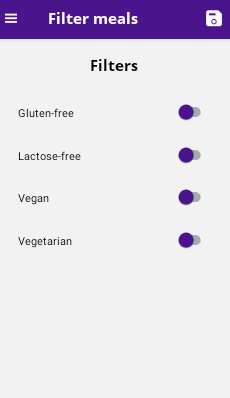 Filter meals
Filters
Gluten-free
Lactose-free
Vegan
Vegetarian